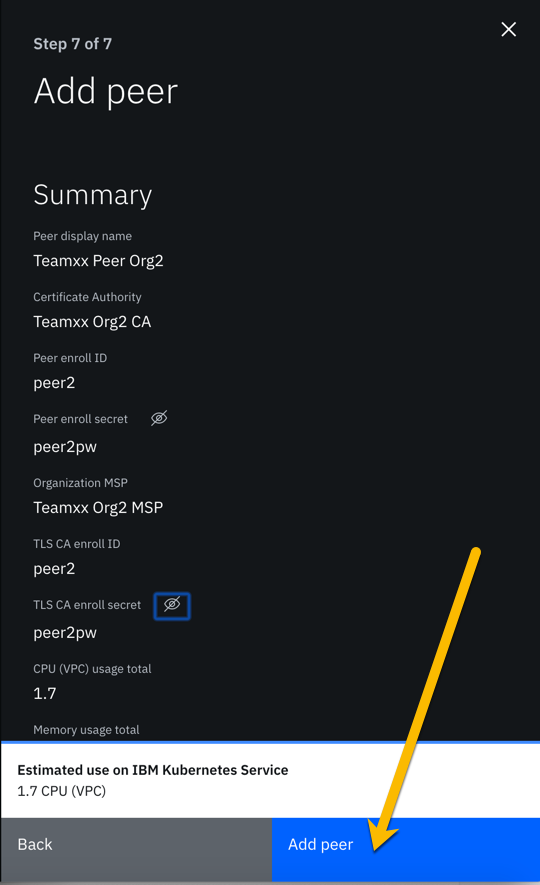 Step 7 of 7
Add peer
Summary
Peer display name
Teamxx Peer Org2
Certificate Authority
Teamxx Org2 CA
Peer enroll ID
peer2
Peer enroll secret
peer2pw
Organization MSP
Teamxx Org2 MSP
TLS CA enroll ID
peer2
TLS CA enroll secret
peer2pw
CPU (VPC) usage total
1.7
Memory usage total
Estimated use on IBM Kubernetes Service
1.7 CPU (VPC)
Back
Add peer